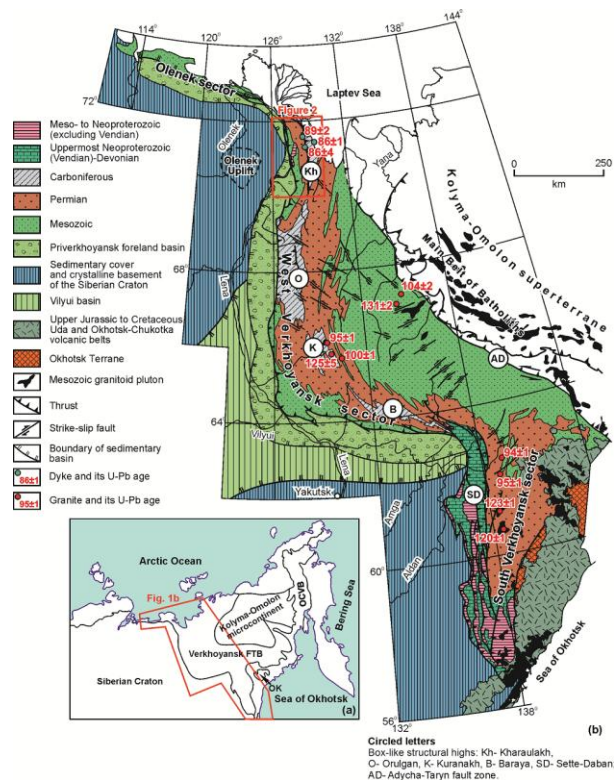 114°
120°
126°
132°
138°
144°
72°
Olenek sector
Laptev Sea
Figure 2
89±2
86±1
86±4
Kh
Olenek
Olenek
Uplift
Yana
0
250
km
Kolyma-Omolon superterrane
Main Belt of Batholiths
Meso- to Neoproterozoic
(excluding Vendian)
Uppermost Neoproterozoic
(Vendian)-Devonian
Carboniferous
Permian
Mesozoic
Priverkhoyansk foreland basin
Sedimentary cover
and crystalline basement
of the Siberian Craton
Vilyui basin
Upper Jurassic to Cretaceous
Uda and Okhotsk-Chukotka
volcanic belts
Okhotsk Terrane
Mesozoic granitoid pluton
Thrust
Strike-slip fault
Boundary of sedimentary
basin
86±1
Dyke and its U-Pb age
95±1
Granite and its U-Pb age
68
Lena
O
West Verkhoyansk sector
104±2
131±2
95±1
K
100±1
125±5
AD
B
64
Vilyui
Lena
Yakutsk
Amga
Aldan
SD
94±1
95±1
123±1
120±1
South Verkhoyansk sector
60
Sea of Okhotsk
56
132°
138°
(b)
Arctic Ocean
Fig. 1b
Kolyma-Omolon
microcontinent
OCVB
Bering Sea
Verkhoyansk FTB
Siberian Craton
OK
Sea of Okhotsk
(a)
Circled letters
Box-like structural highs: Kh- Kharaulakh,
O- Orulgan, K- Kuranakh, B- Baraya, SD- Sette-Daban;
AD- Adycha-Taryn fault zone.